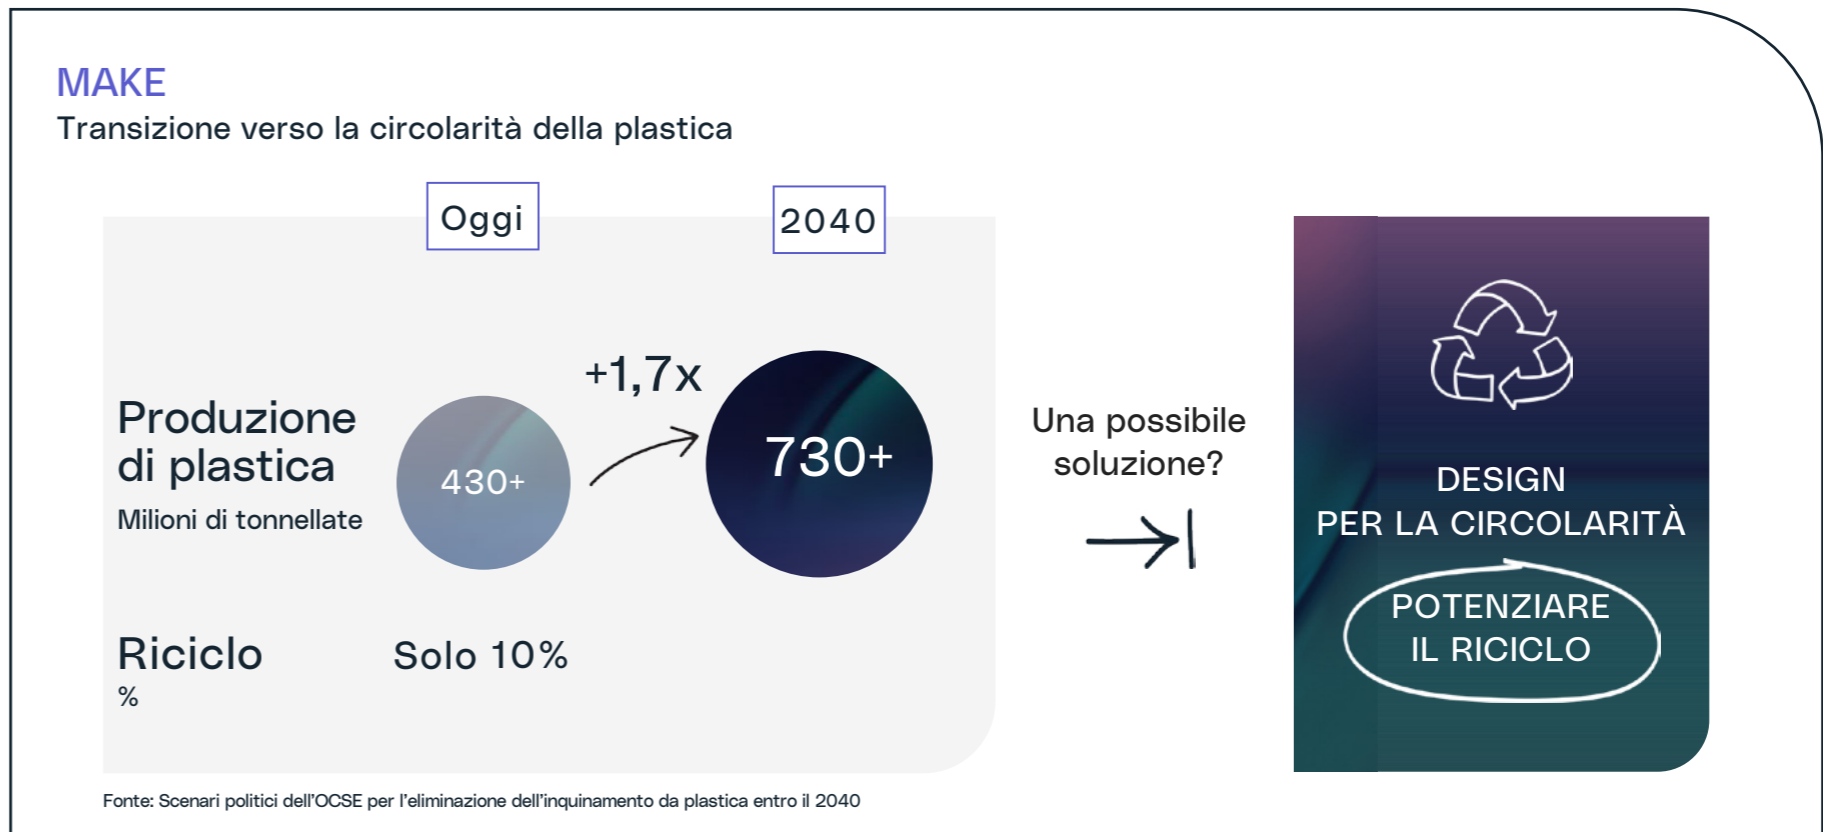 MAKE
Transizione verso la circolarità della plastica
Oggi
2040
Produzione
di plastica
Milioni di tonnellate
430+
+1,7x
730+
Riciclo
%
Solo 10%
Una possibile
soluzione?
DESIGN
PER LA CIRCOLARITÀ
POTENZIARE
IL RICICLO
Fonte: Scenari politici dell'OCSE per l'eliminazione dell'inquinamento da plastica entro il 2040